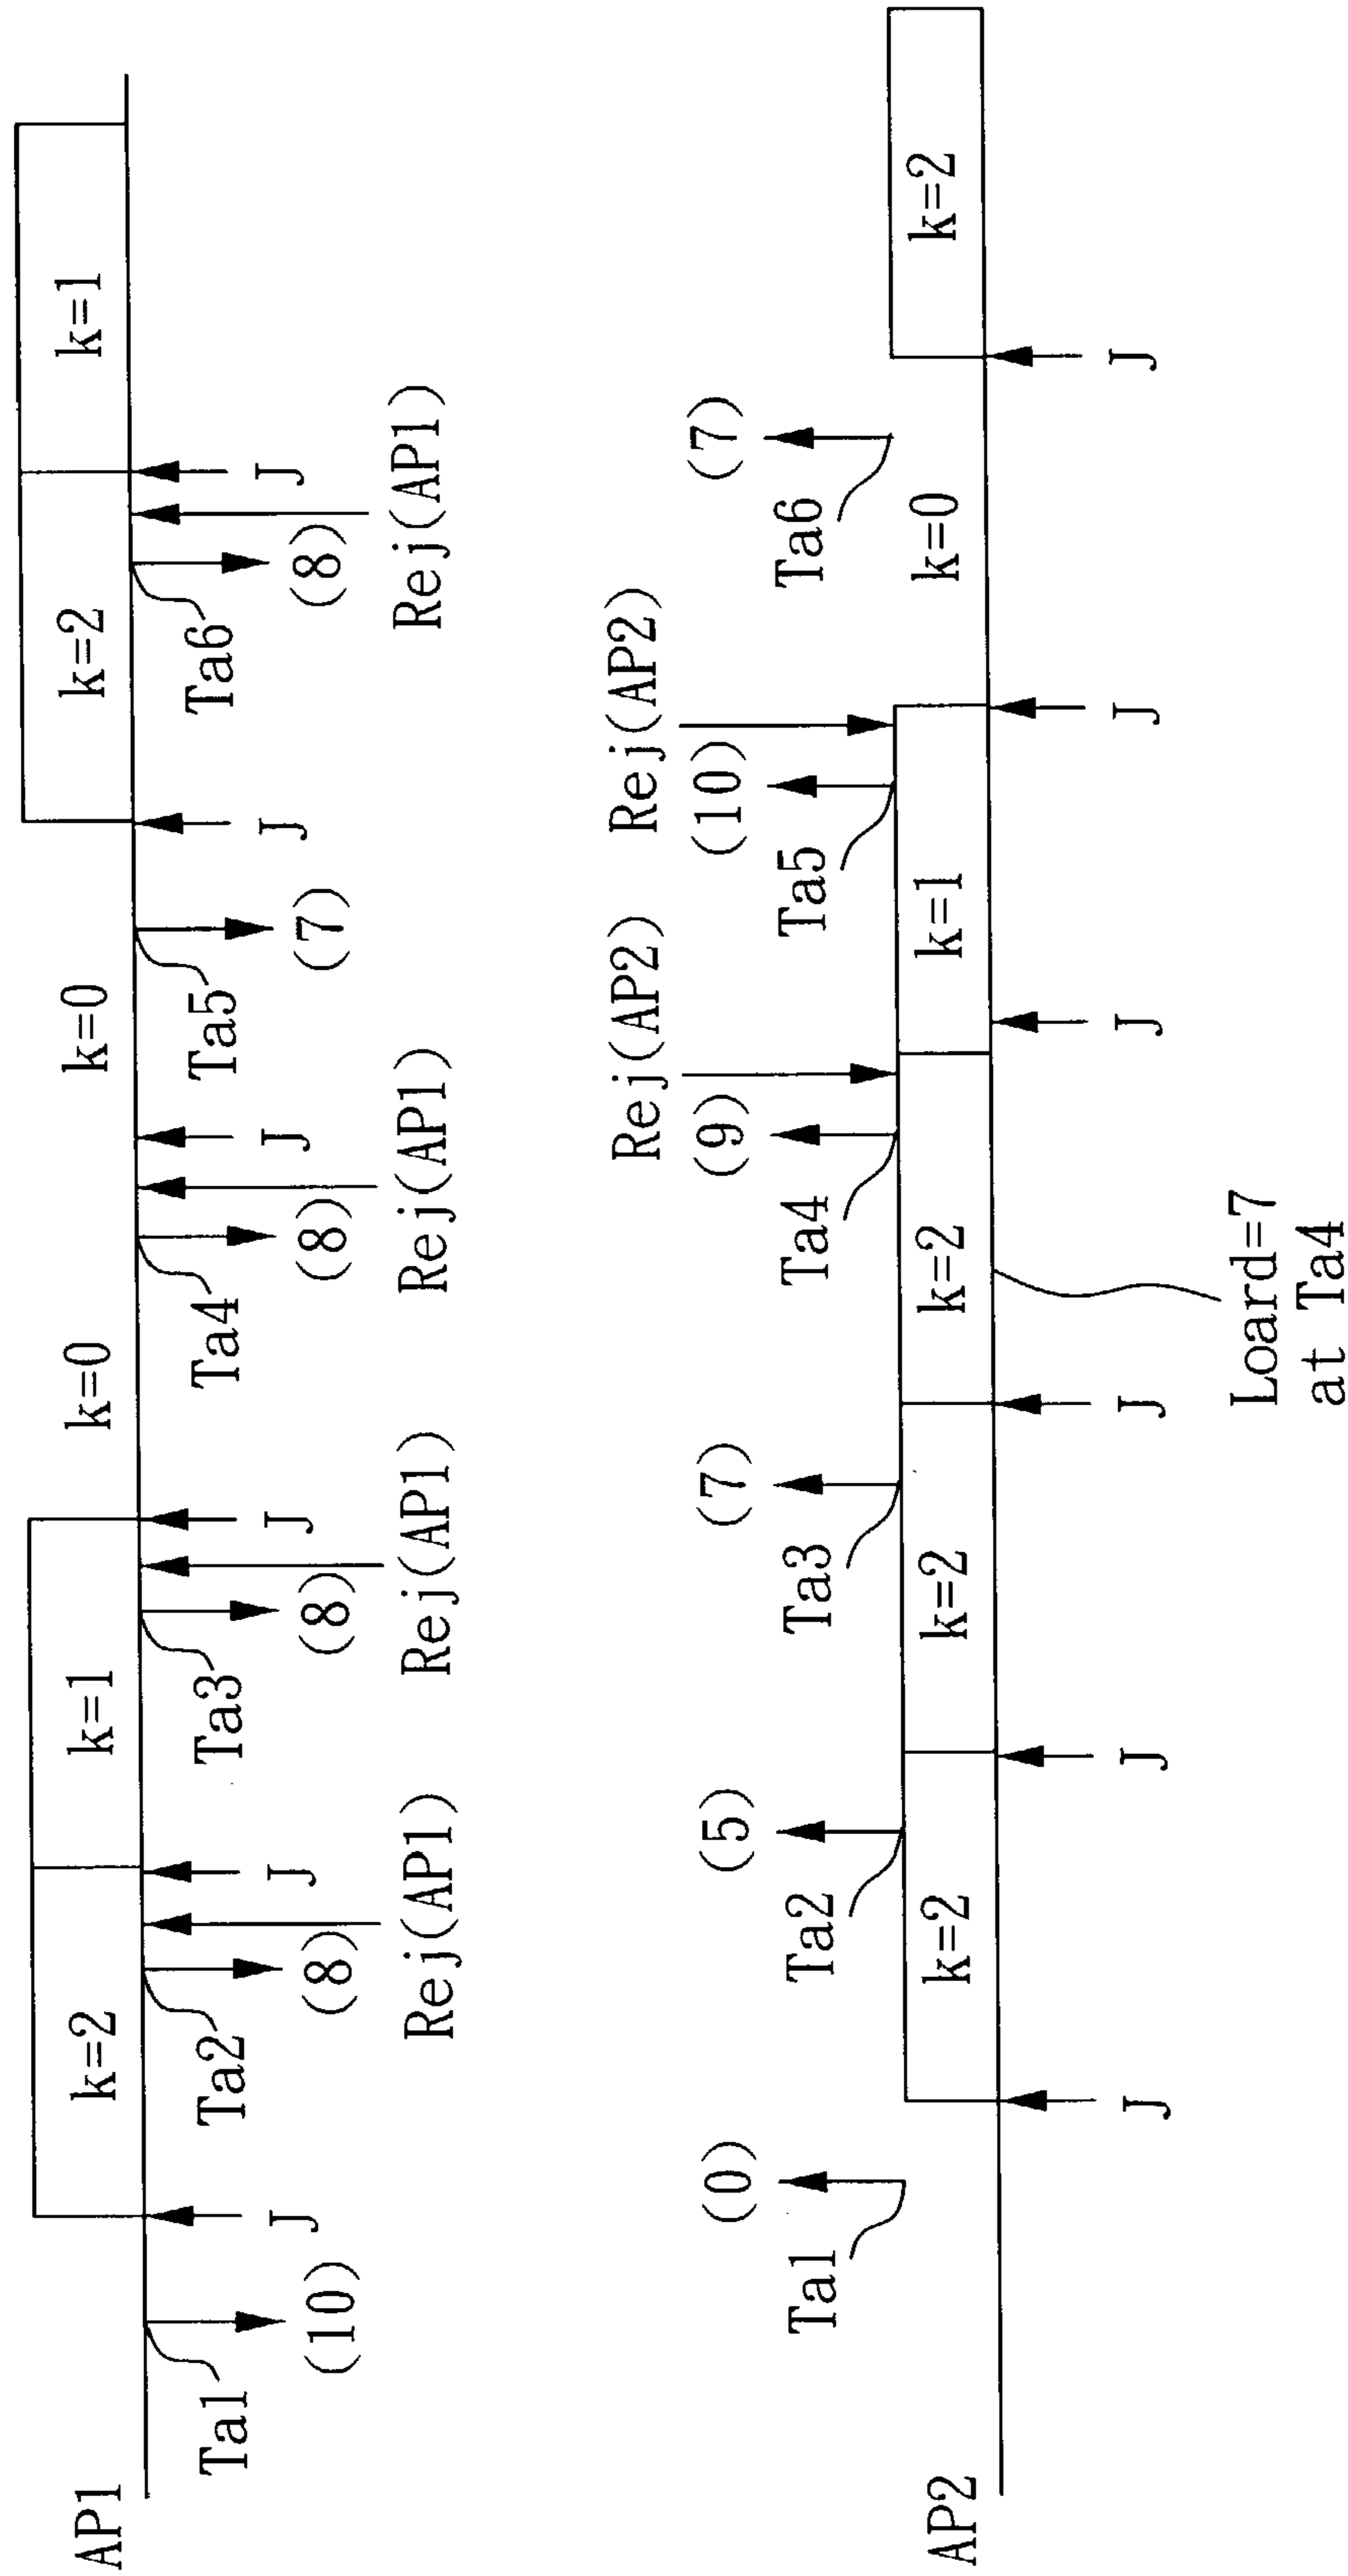 AP1
k=2
k=1
k=0
k=0
k=2
k=1
Ta1
(10)
J
Ta2
(8)
Rej(AP1)
J
Ta3
(8)
Rej(AP1)
J
Ta4
(8)
Rej(AP1)
J
Ta5
(7)
J
Ta6
(8)
Rej(AP1)
J
AP2
Ta1
(0)
J
k=2
Ta2
(5)
J
k=2
Ta3
(7)
J
k=2
Ta4
(9)
Rej(AP2)
J
k=1
Ta5
(10)
Rej(AP2)
J
k=0
Ta6
(7)
J
k=2
Loard=7
at Ta4